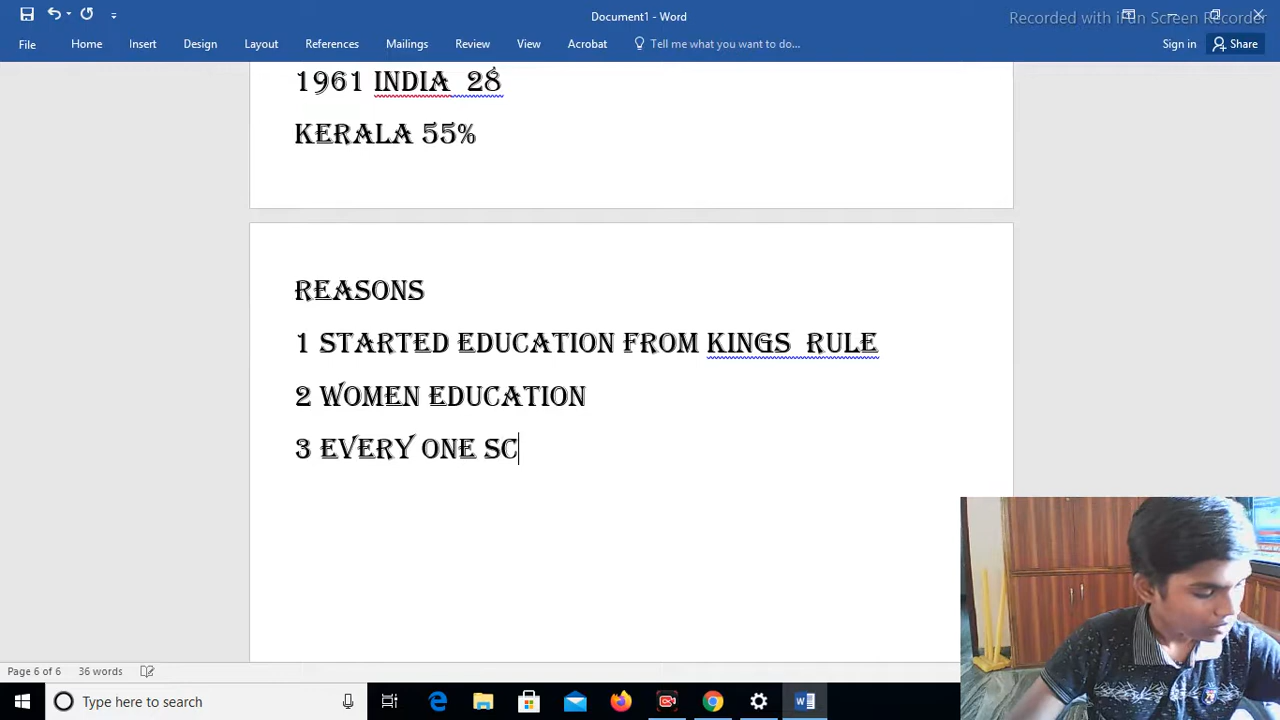 Document1 - Word
Recorded with iFun Screen Recorder
File Home Insert Design Layout References Mailings Review View Acrobat Tell me what you want to do... Sign in Share
1961 INDIA 28
KERALA 55%
REASONS
1 STARTED EDUCATION FROM KINGS RULE
2 WOMEN EDUCATION
3 EVERY ONE SC
Page 6 of 6 36 words
Type here to search